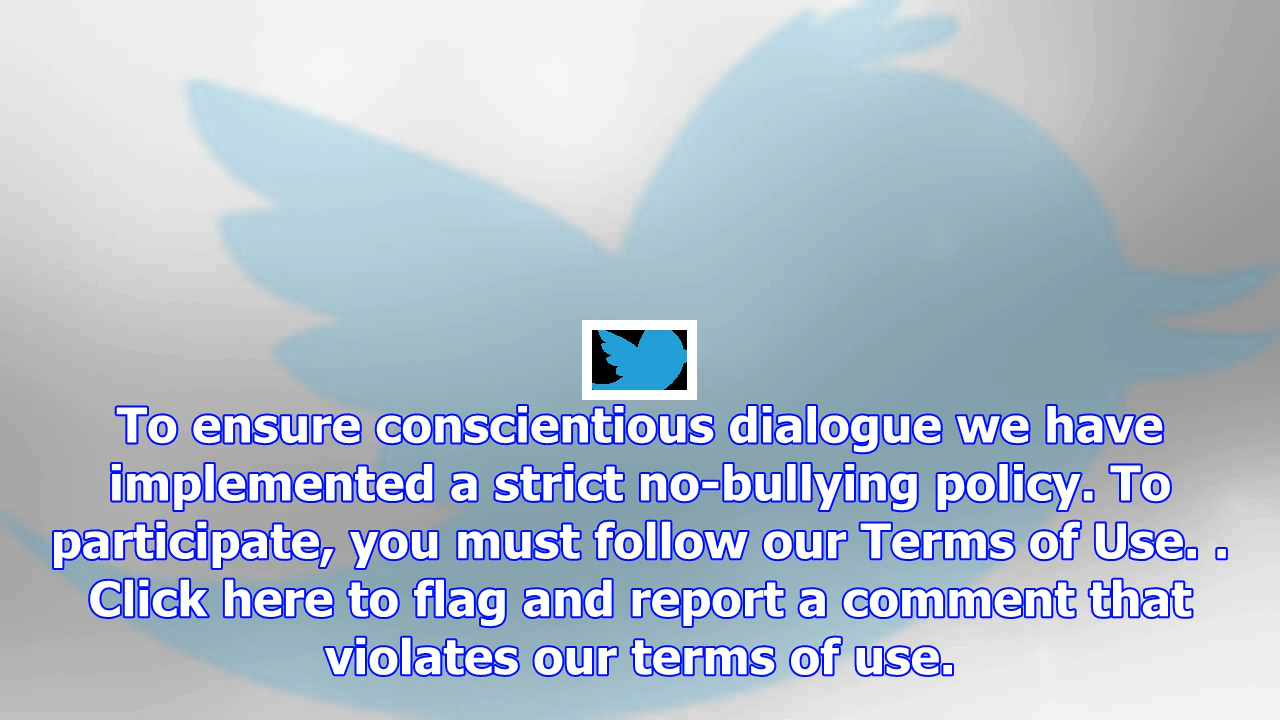 To ensure conscientious dialogue we have
implemented a strict no-bullying policy. To
participate, you must follow our Terms of Use. .
Click here to flag and report a comment that
violates our terms of use.